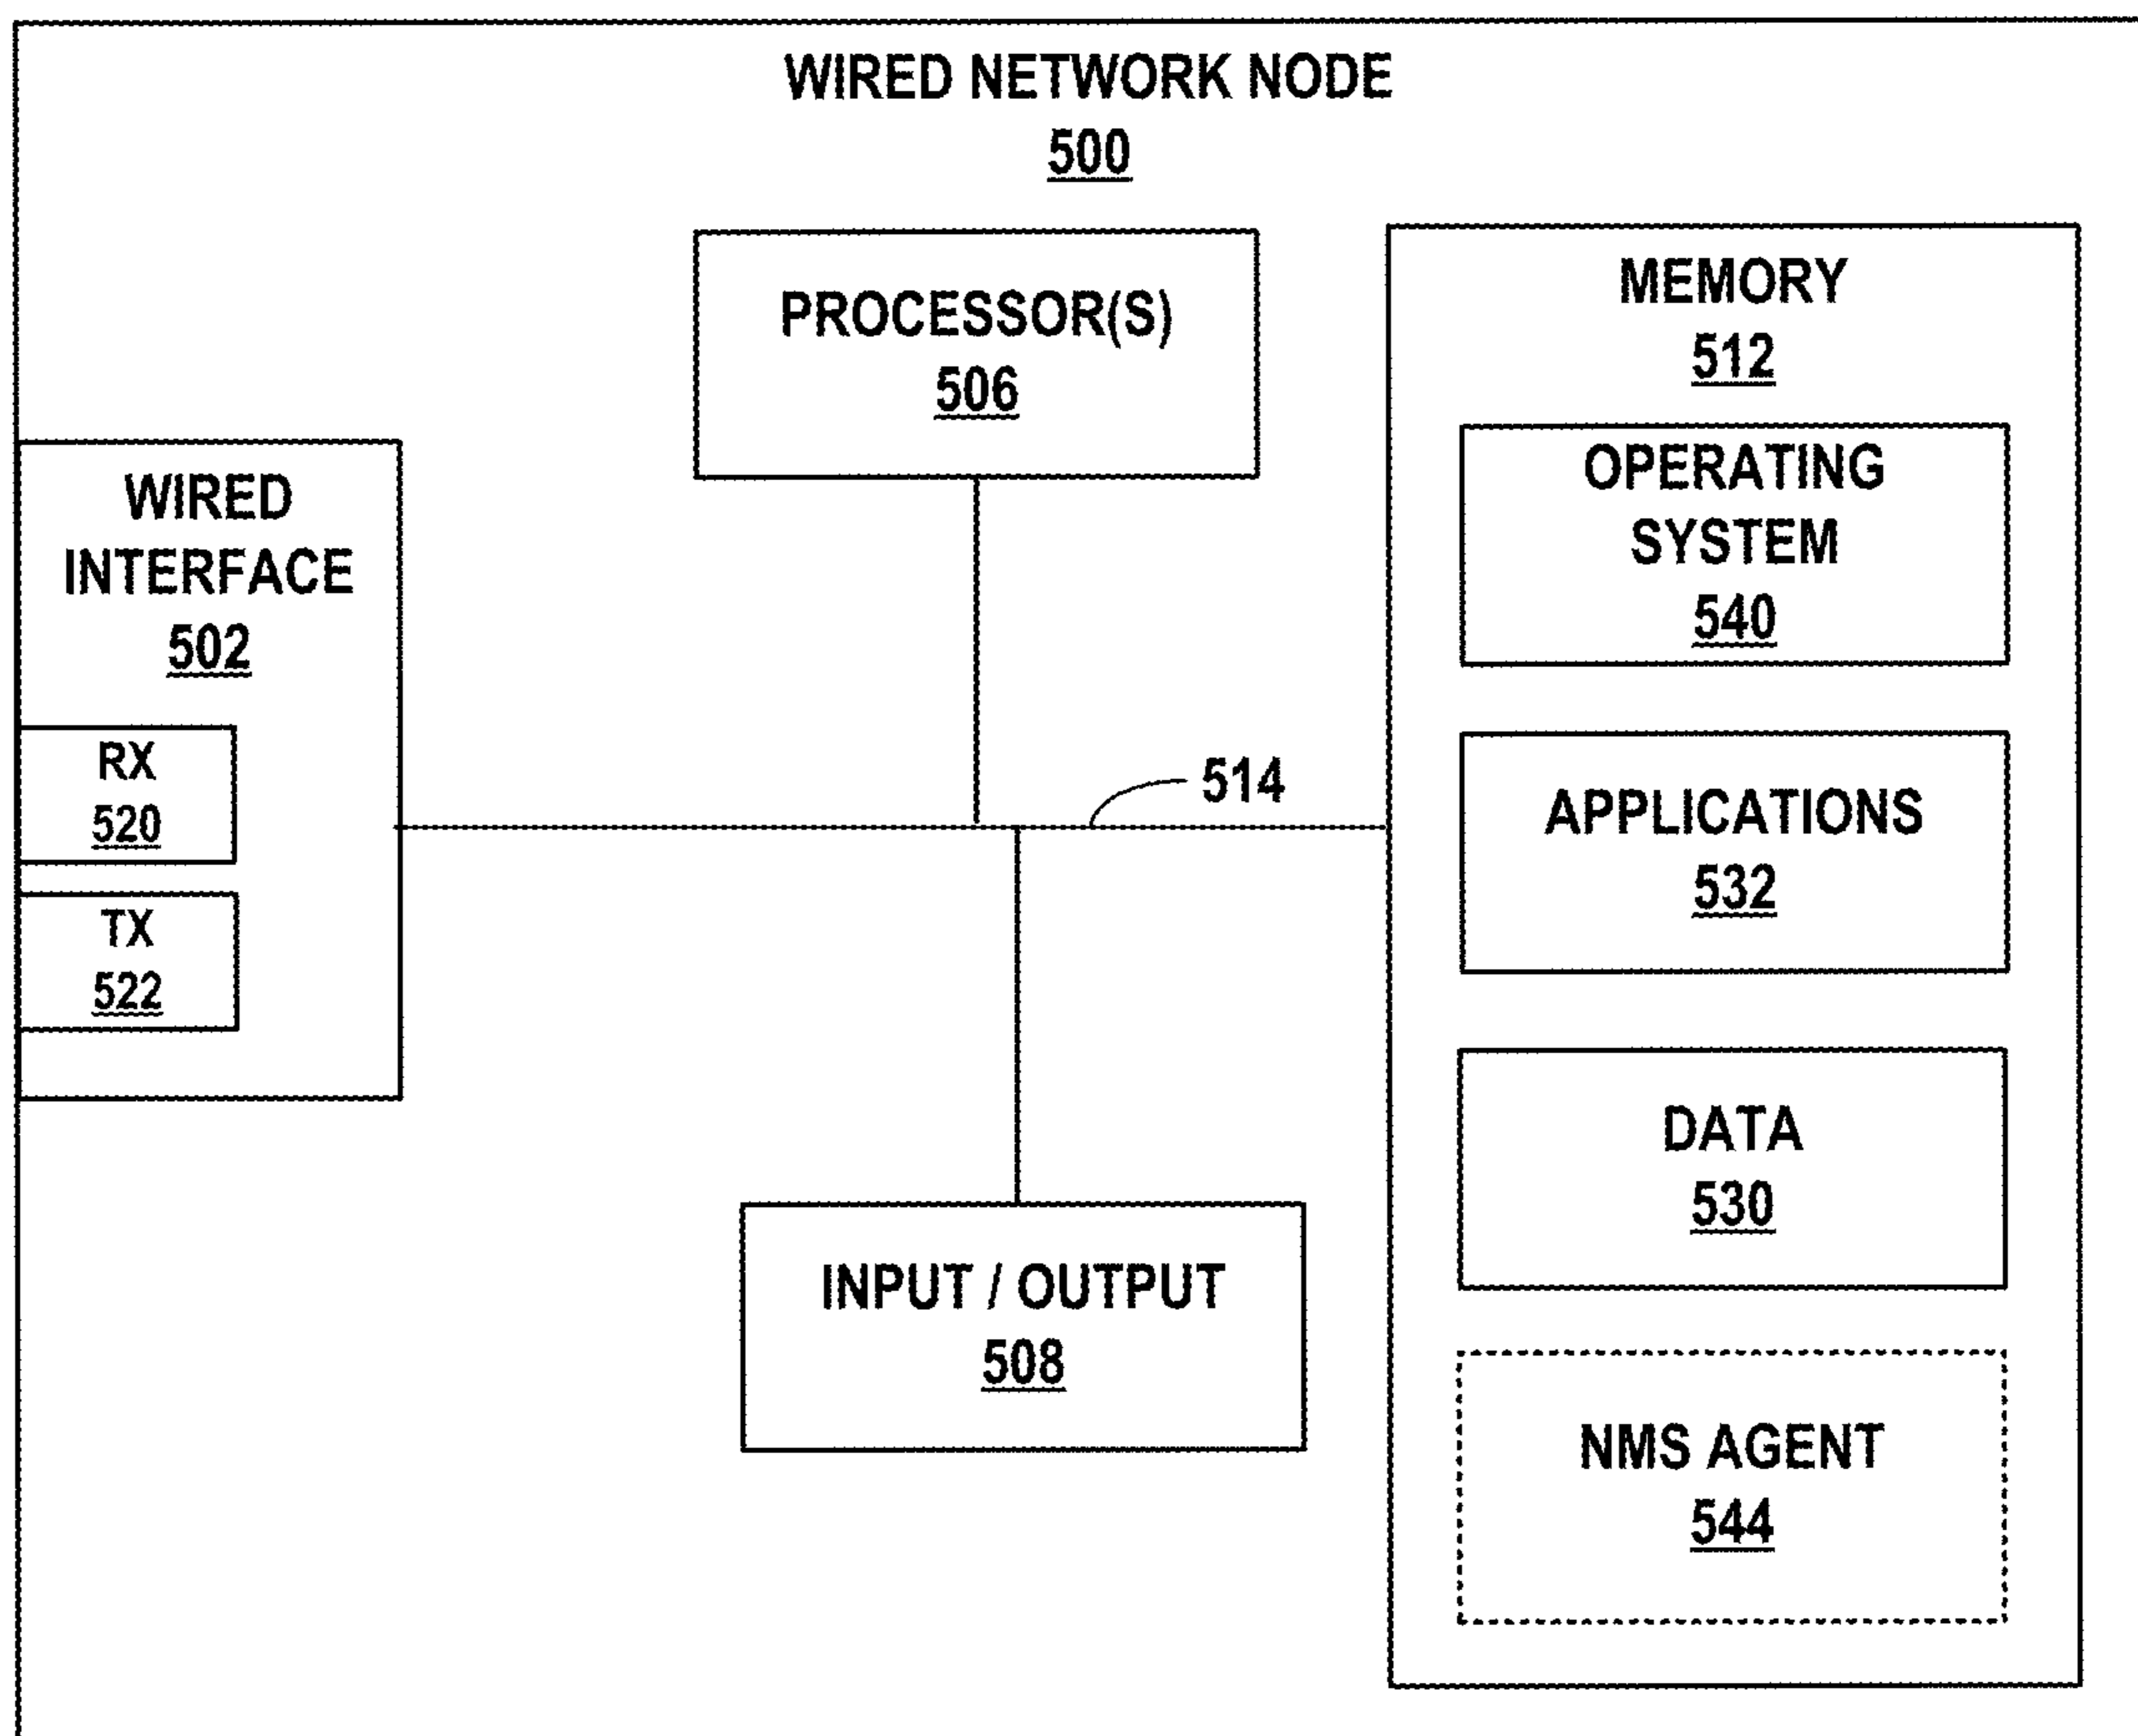 WIRED NETWORK NODE
500
PROCESSOR(S)
506
MEMORY
512
OPERATING
SYSTEM
540
WIRED
INTERFACE
502
RX
520
TX
522
514
APPLICATIONS
532
DATA
530
INPUT / OUTPUT
508
NMS AGENT
544